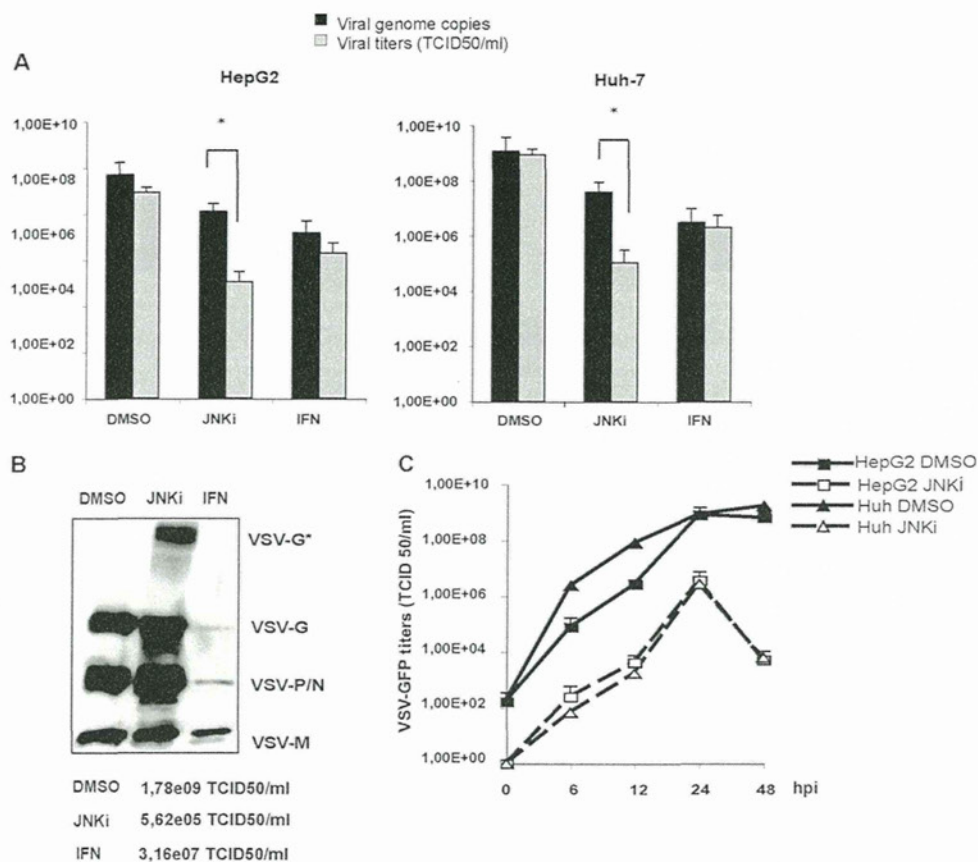 Viral genome copies
Viral titers (TCID50/ml)
A
HepG2
Huh-7
*
*
1,00E+10
1,00E+08
1,00E+06
1,00E+04
1,00E+02
1,00E+00
DMSO JNKi IFN
1,00E+10
1,00E+08
1,00E+06
1,00E+04
1,00E+02
1,00E+00
DMSO JNKi IFN
B
DMSO JNKi IFN
VSV-G*
VSV-G
VSV-P/N
VSV-M
DMSO 1,78e09 TCID50/ml
JNKi 5,62e05 TCID50/ml
IFN 3,16e07 TCID50/ml
C
HepG2 DMSO
HepG2 JNKi
Huh DMSO
Huh JNKi
VSV-GFP titers (TCID 50/ml)
1,00E+10
1,00E+08
1,00E+06
1,00E+04
1,00E+02
1,00E+00
0 6 12 24 48 hpi